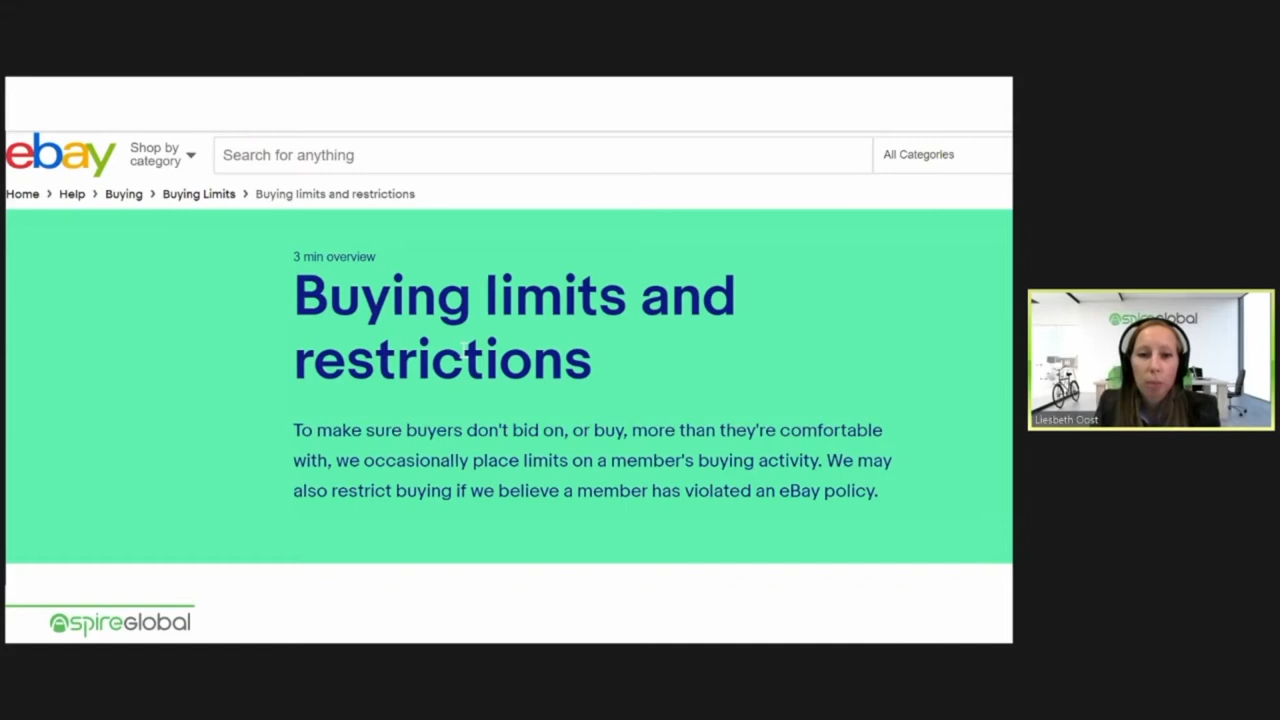 ebay
Shop by
category
Search for anything
All Categories
Home > Help > Buying > Buying Limits > Buying limits and restrictions
3 min overview
Buying limits and
restrictions
To make sure buyers don't bid on, or buy, more than they're comfortable
with, we occasionally place limits on a member's buying activity. We may
also restrict buying if we believe a member has violated an eBay policy.
AspireGlobal
AspireGlobal
Liesbeth Oost